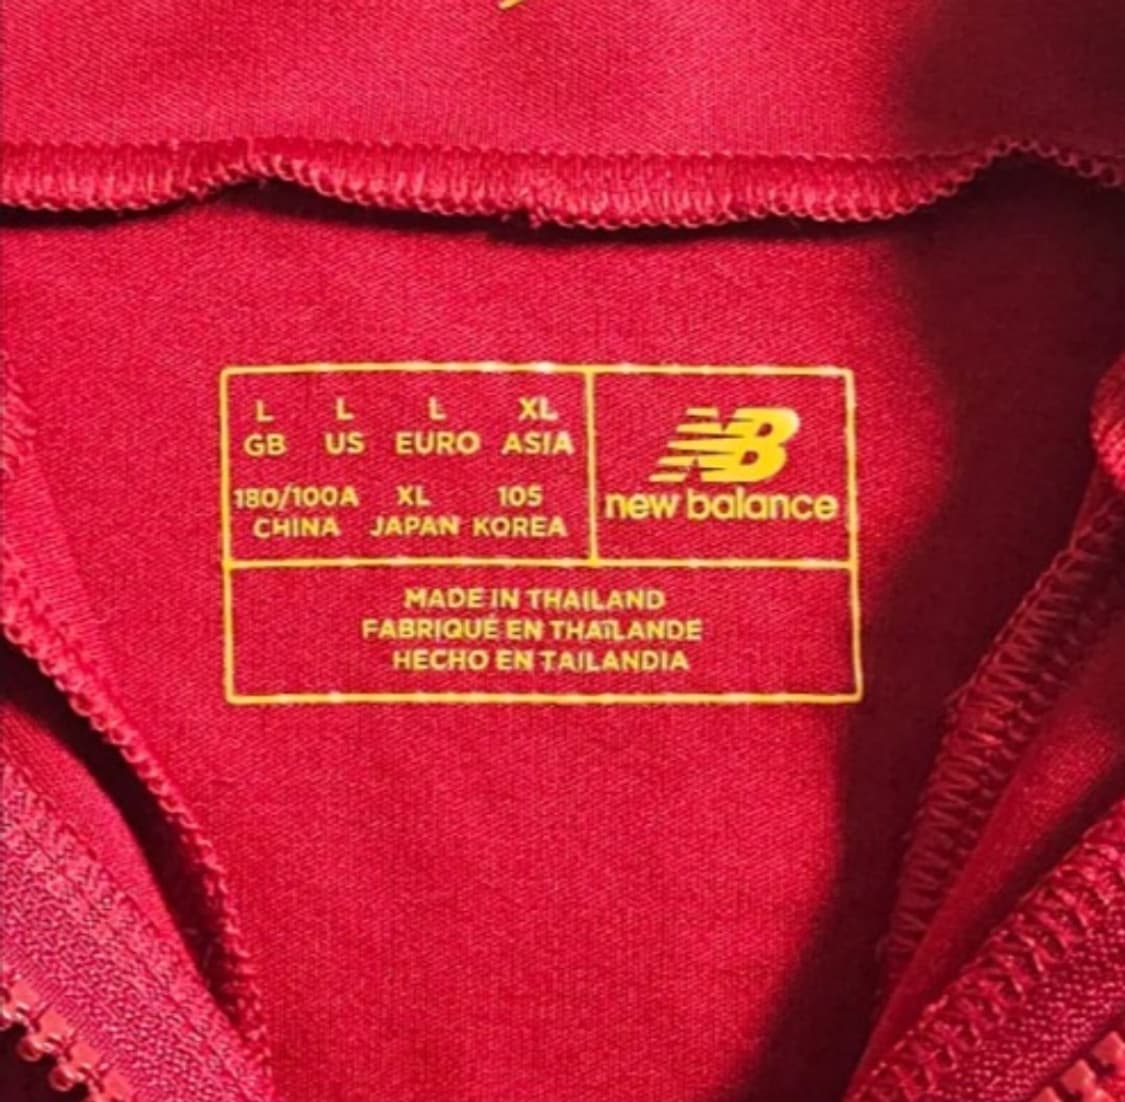 L L L XL
GB US EURO ASIA
180/100A XL 105
CHINA JAPAN KOREA
NB
new balance
MADE IN THAILAND
FABRIQUÉ EN THAÏLANDE
HECHO EN TAILANDIA